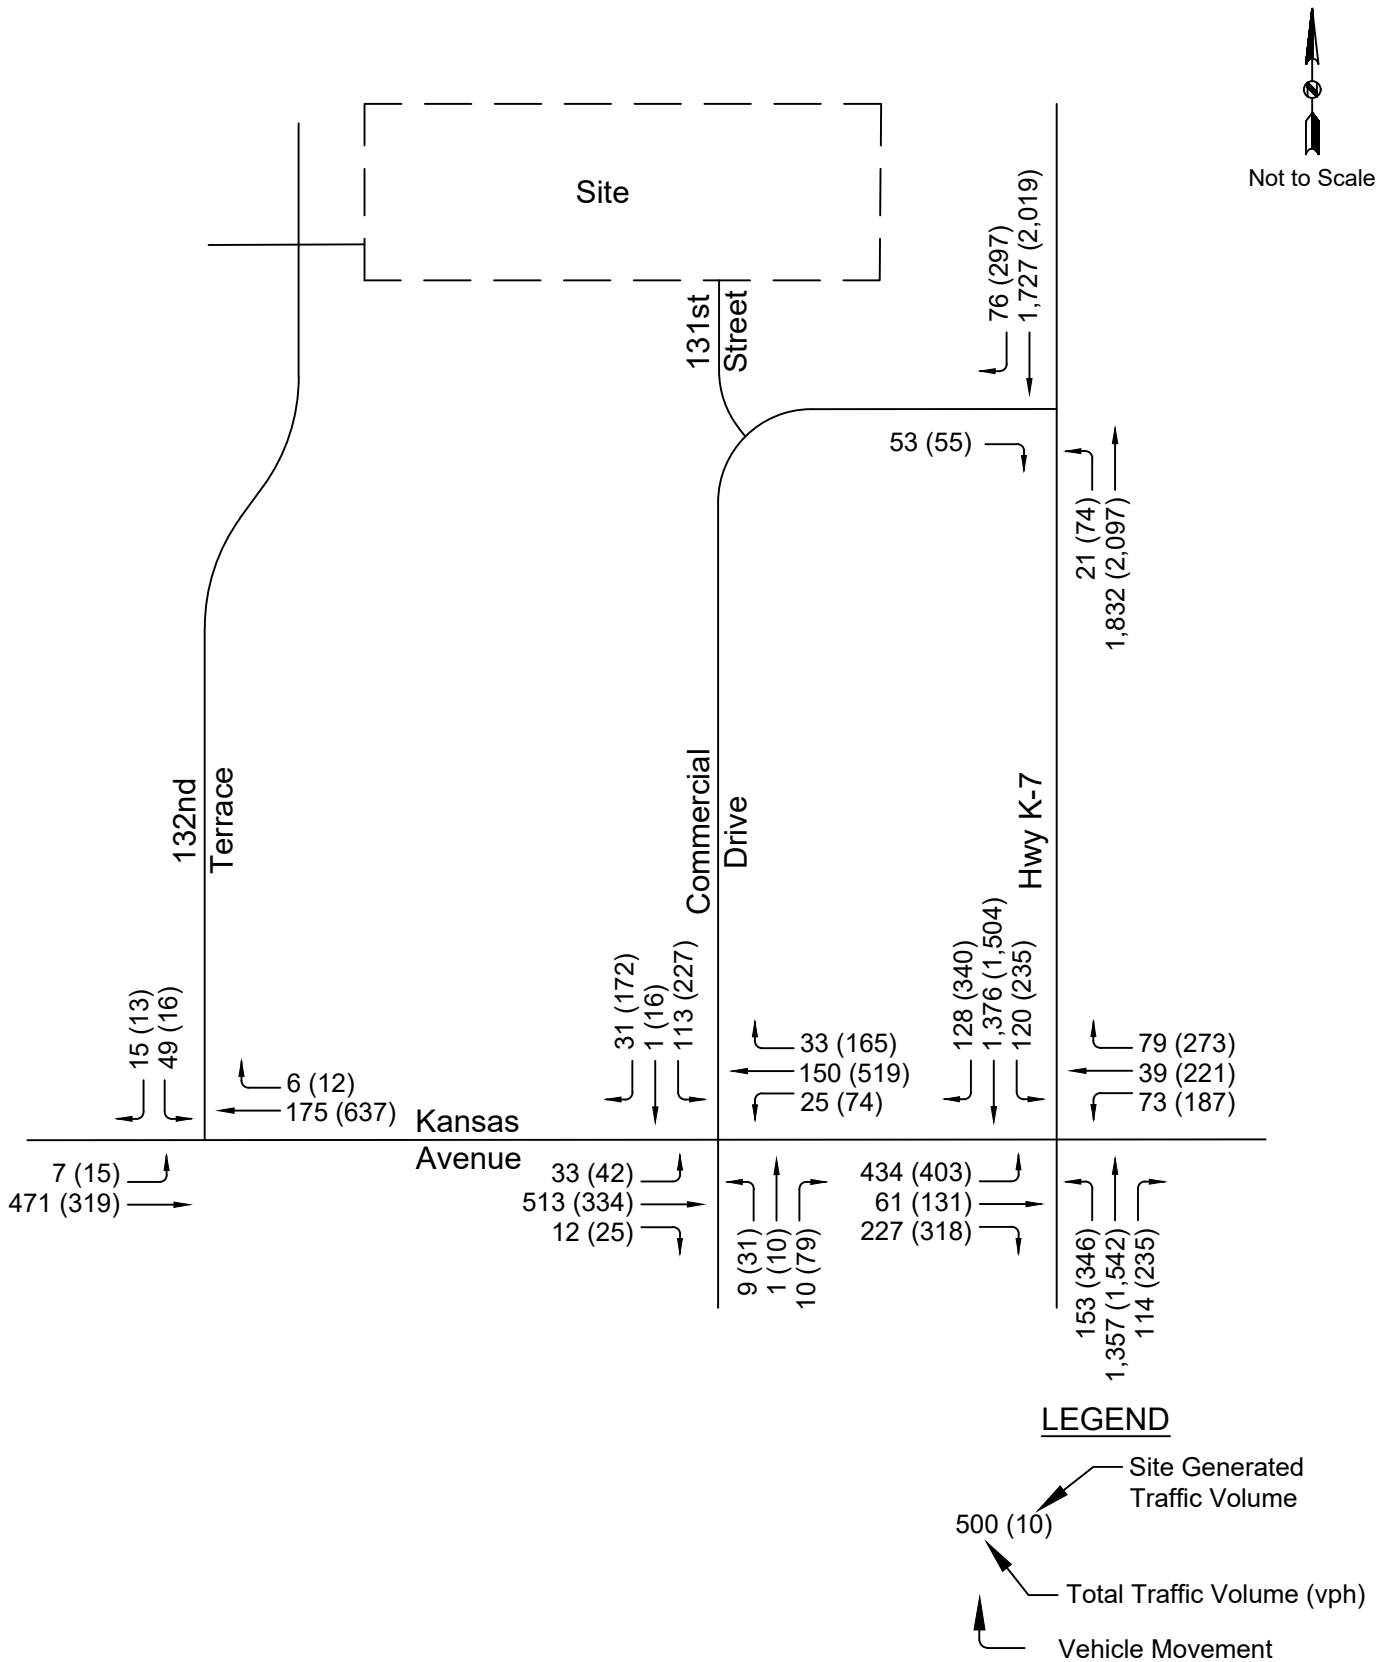 N
Not to Scale
Site
76 (297)
1,727 (2,019)
131st
Street
53 (55)
21 (74)
1,832 (2,097)
132nd
Terrace
Commercial
Drive
Hwy K-7
15 (13)
49 (16)
6 (12)
175 (637)
Kansas
Avenue
7 (15)
471 (319)
31 (172)
1 (16)
113 (227)
33 (165)
150 (519)
25 (74)
33 (42)
513 (334)
12 (25)
9 (31)
1 (10)
10 (79)
128 (340)
1,376 (1,504)
120 (235)
79 (273)
39 (221)
73 (187)
434 (403)
61 (131)
227 (318)
153 (346)
1,357 (1,542)
114 (235)
LEGEND
Site Generated
Traffic Volume
500 (10)
Total Traffic Volume (vph)
Vehicle Movement